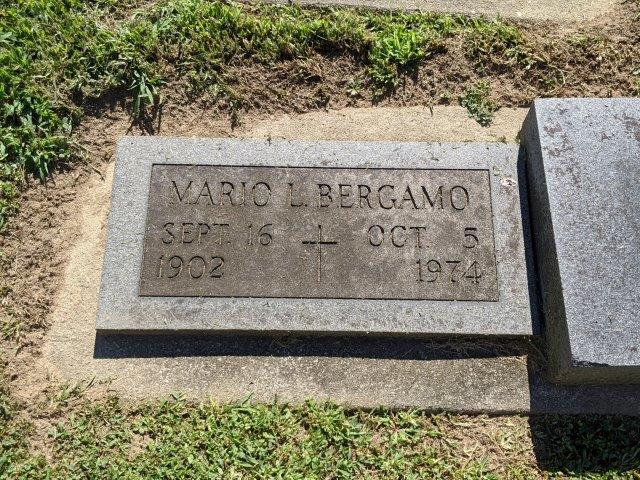 MARIO L. BERGAMO
SEPT. 16 OCT. 5
1902 1974